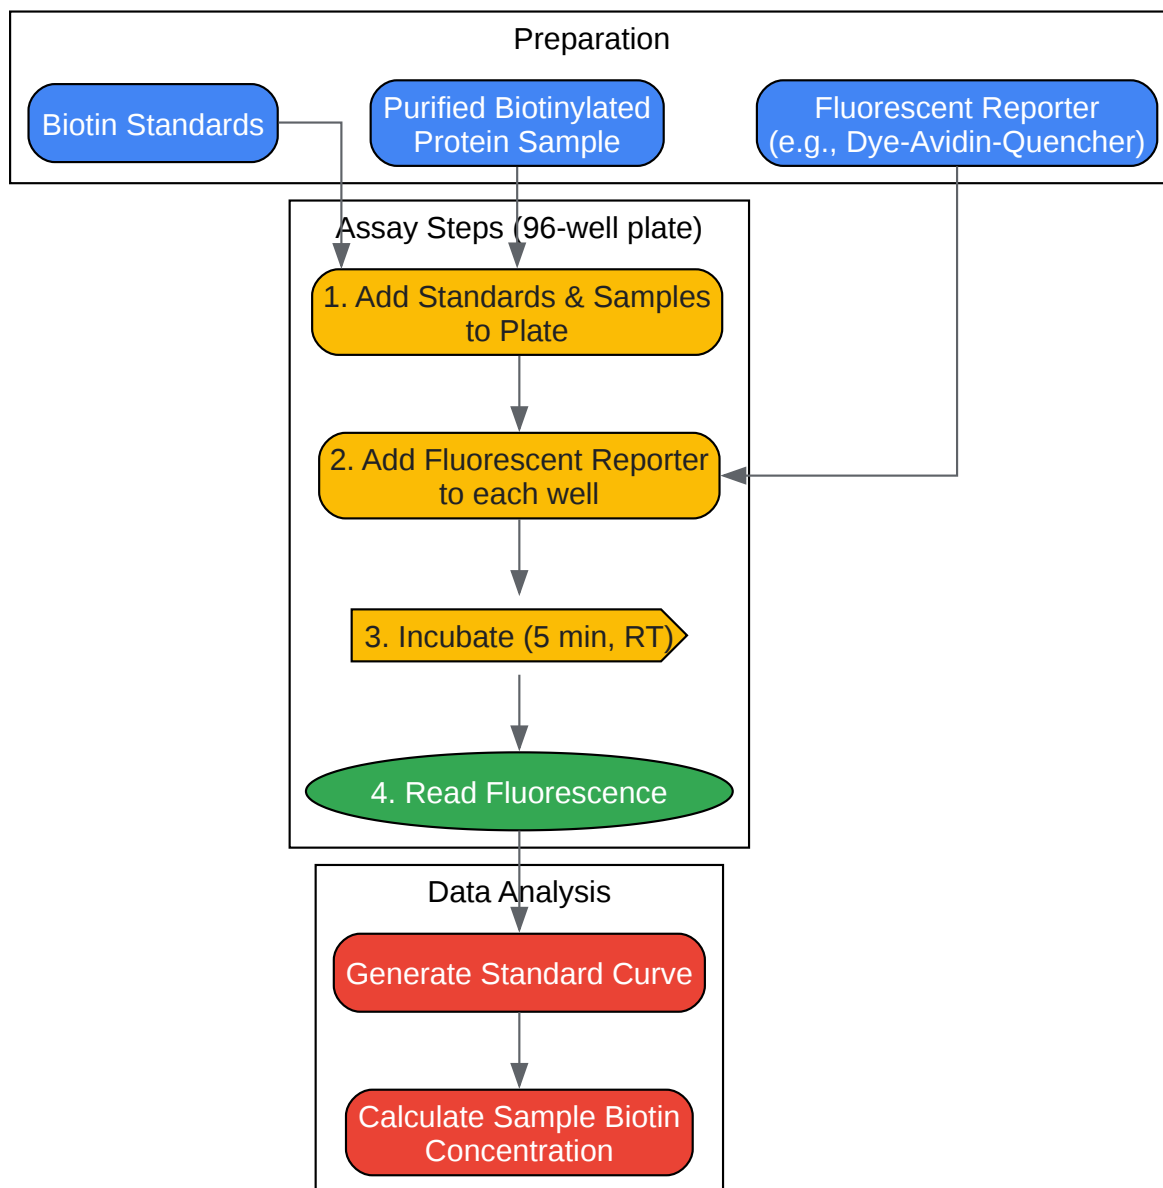 Preparation
Biotin Standards
Purified Biotinylated
Protein Sample
Fluorescent Reporter
(e.g., Dye-Avidin-Quencher)
Assay Steps (96-well plate)
1. Add Standards & Samples
to Plate
2. Add Fluorescent Reporter
to each well
3. Incubate (5 min, RT)
4. Read Fluorescence
Data Analysis
Generate Standard Curve
Calculate Sample Biotin
Concentration